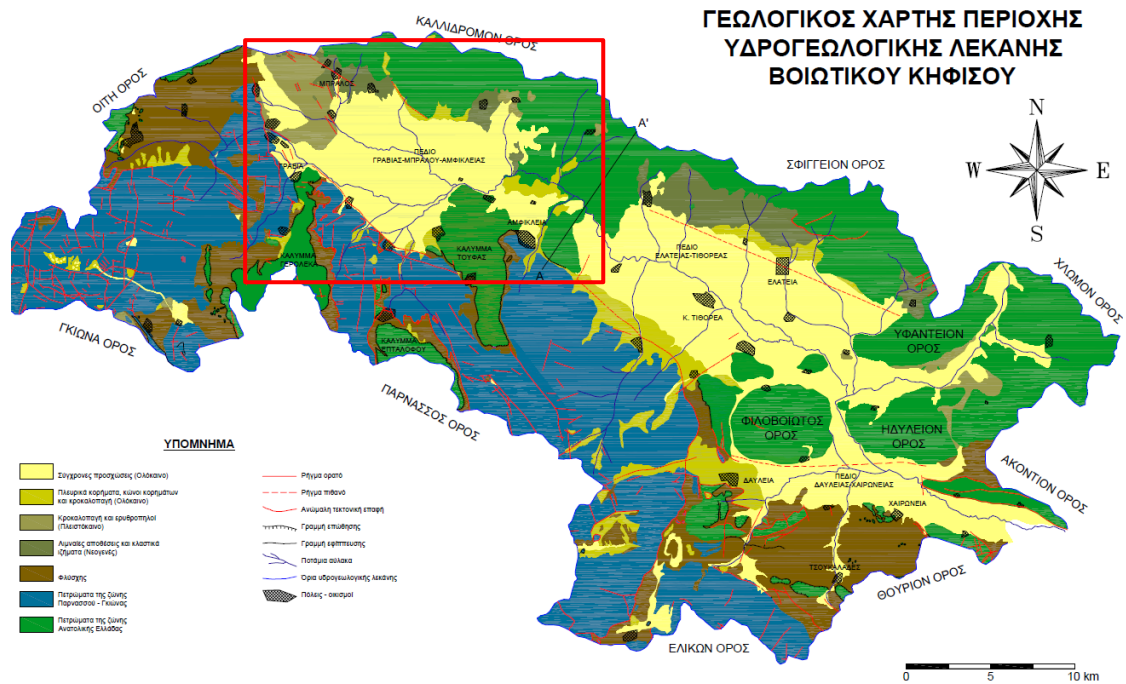 ΓΕΩΛΟΓΙΚΟΣ ΧΑΡΤΗΣ ΠΕΡΙΟΧΗΣ
ΥΔΡΟΓΕΩΛΟΓΙΚΗΣ ΛΕΚΑΝΗΣ
ΒΟΙΩΤΙΚΟΥ ΚΗΦΙΣΟΥ
N
W
E
S
ΚΑΛΛΙΔΡΟΜΟΝ ΟΡΟΣ
ΟΙΤΗ ΟΡΟΣ
ΜΠΡΑΛΟΣ
A'
ΠΕΔΙΟ
ΓΡΑΒΙΑΣ-ΜΠΡΑΛΟΥ-ΑΜΦΙΚΛΕΙΑΣ
ΓΡΑΒΙΑ
ΣΦΙΓΓΕΙΟΝ ΟΡΟΣ
ΑΜΦΙΚΛΕΙΑ
ΚΑΛΥΜΜΑ
ΤΟΥΦΑΣ
ΚΑΛΥΜΜΑ
ΓΕΡΟΛΕΚΑ
A
ΠΕΔΙΟ
ΕΛΑΤΕΙΑΣ-ΤΙΘΟΡΕΑΣ
ΕΛΑΤΕΙΑ
ΧΛΩΜΟΝ ΟΡΟΣ
Κ. ΤΙΘΟΡΕΑ
ΓΚΙΩΝΑ ΟΡΟΣ
ΚΑΛΥΜΜΑ
ΕΠΤΑΛΟΦΟΥ
ΥΦΑΝΤΕΙΟΝ
ΟΡΟΣ
ΠΑΡΝΑΣΣΟΣ ΟΡΟΣ
ΦΙΛΟΒΟΙΩΤΟΣ
ΟΡΟΣ
ΗΔΥΛΕΙΟΝ
ΟΡΟΣ
ΑΚΟΝΤΙΟΝ ΟΡΟΣ
ΔΑΥΛΕΙΑ
ΠΕΔΙΟ
ΔΑΥΛΕΙΑΣ-ΧΑΙΡΩΝΕΙΑΣ
ΧΑΙΡΩΝΕΙΑ
ΤΣΟΥΚΑΛΑΔΕΣ
ΘΟΥΡΙΟΝ ΟΡΟΣ
ΕΛΙΚΩΝ ΟΡΟΣ
ΥΠΟΜΝΗΜΑ
Σύγχρονες προσχώσεις (Ολόκαινο)
Πλευρικά κορήματα, κώνοι κορημάτων
και κροκαλοπαγή (Ολόκαινο)
Κροκαλοπαγή και ερυθροπηλοί
(Πλειστόκαινο)
Λιμναίες αποθέσεις και κλαστικά
ιζήματα (Νεογενές)
Φλύσχης
Πετρώματα της ζώνης
Παρνασσού - Γκιώνας
Πετρώματα της ζώνης
Ανατολικής Ελλάδας
Ρήγμα ορατό
Ρήγμα πιθανό
Ανώμαλη τεκτονική επαφή
Γραμμή επώθησης
Γραμμή εφίππευσης
Ποτάμια αύλακα
Όρια υδρογεωλογικής λεκάνης
Πόλεις - οικισμοί
0 5 10 km